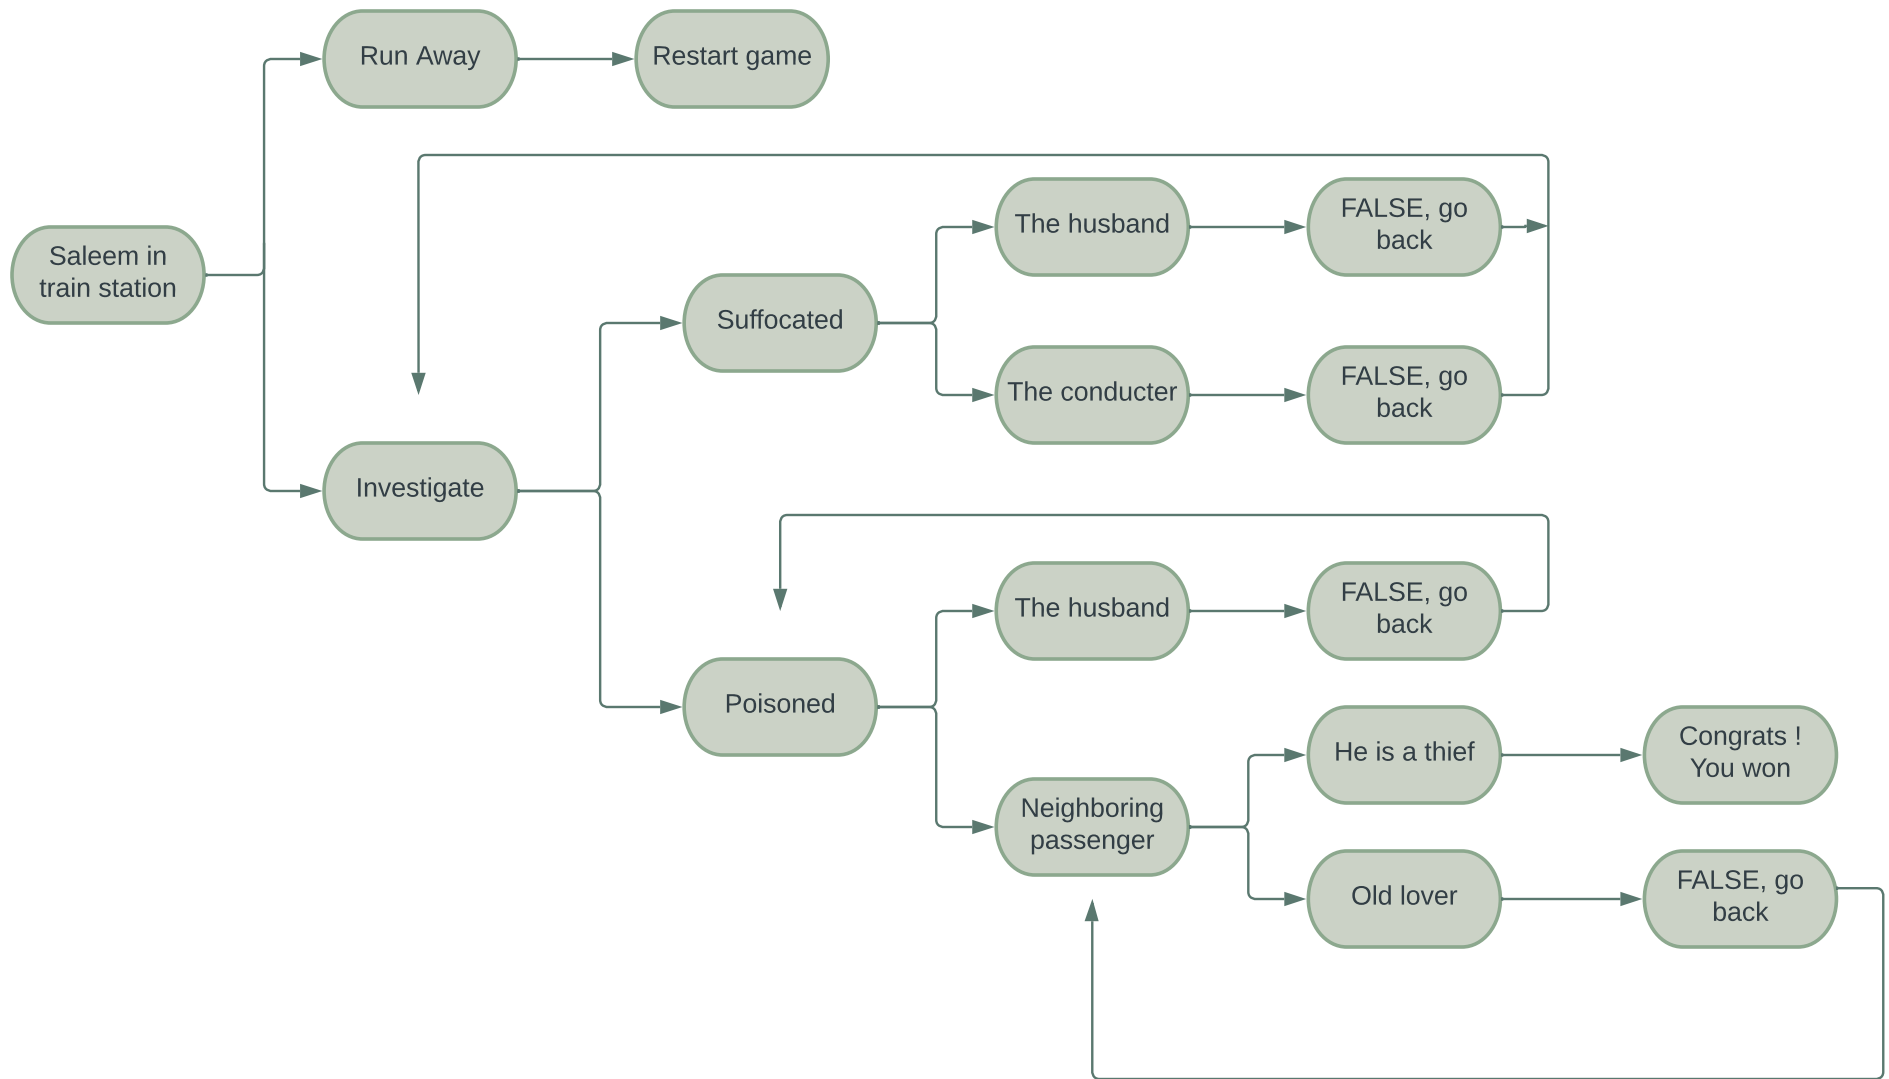 Run Away
Restart game
Saleem in
train station
The husband
FALSE, go
back
Suffocated
The conducter
FALSE, go
back
Investigate
The husband
FALSE, go
back
Poisoned
He is a thief
Congrats !
You won
Neighboring
passenger
Old lover
FALSE, go
back